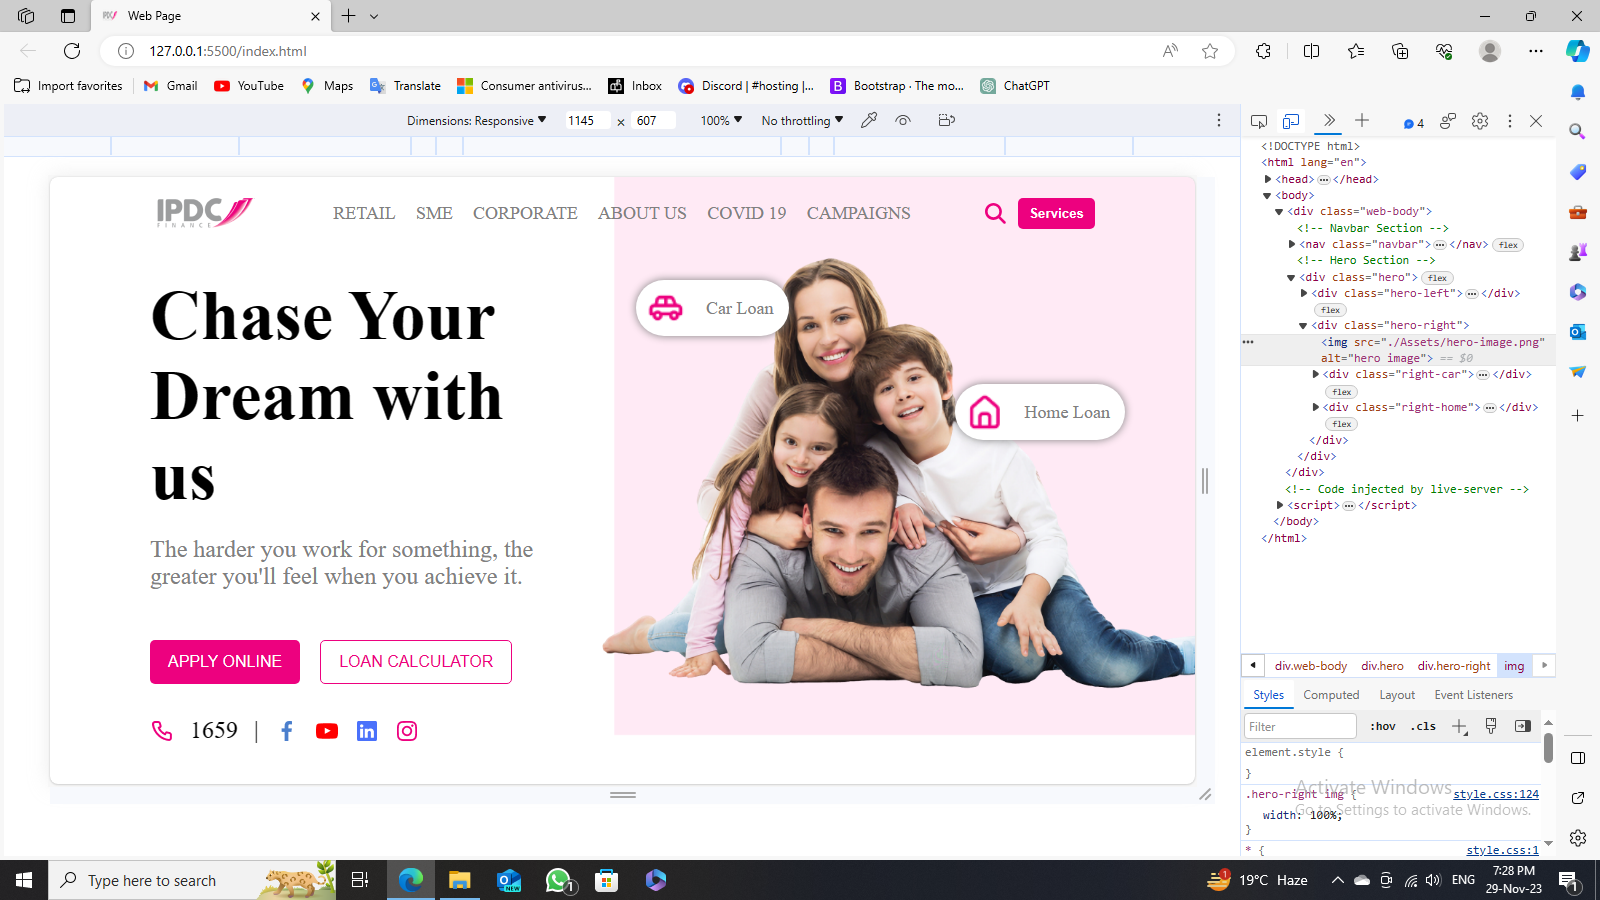 Web Page
127.0.0.1:5500/index.html
Import favorites
Gmail
YouTube
Maps
Translate
Consumer antivirus...
Inbox
Discord | #hosting |...
Bootstrap · The mo...
ChatGPT
Dimensions: Responsive
1145 × 607
100%
No throttling
4
IPDC
FINANCE
RETAIL
SME
CORPORATE
ABOUT US
COVID 19
CAMPAIGNS
Services
Chase Your
Dream with
us
Car Loan
Home Loan
The harder you work for something, the
greater you'll feel when you achieve it.
APPLY ONLINE
LOAN CALCULATOR
1659 |
<!DOCTYPE html>
<html lang="en">
<head> ··· </head>
<body>
<div class="web-body">
<!-- Navbar Section -->
<nav class="navbar"> ··· </nav> flex
<!-- Hero Section -->
<div class="hero"> flex
<div class="hero-left"> ··· </div>
flex
<div class="hero-right">
<img src="./Assets/hero-image.png"
alt="hero image"> == $0
<div class="right-car"> ··· </div>
flex
<div class="right-home"> ··· </div>
flex
</div>
</div>
</div>
<!-- Code injected by live-server -->
<script> ··· </script>
</body>
</html>
div.web-body
div.hero
div.hero-right
img
Styles
Computed
Layout
Event Listeners
Filter
:hov
.cls
element.style {
}
.hero-right img {
style.css:124
width: 100%;
}
* {
style.css:1
Activate Windows
Go to Settings to activate Windows.
Type here to search
NEW
1
1
19°C Haze
ENG
7:28 PM
29-Nov-23
1